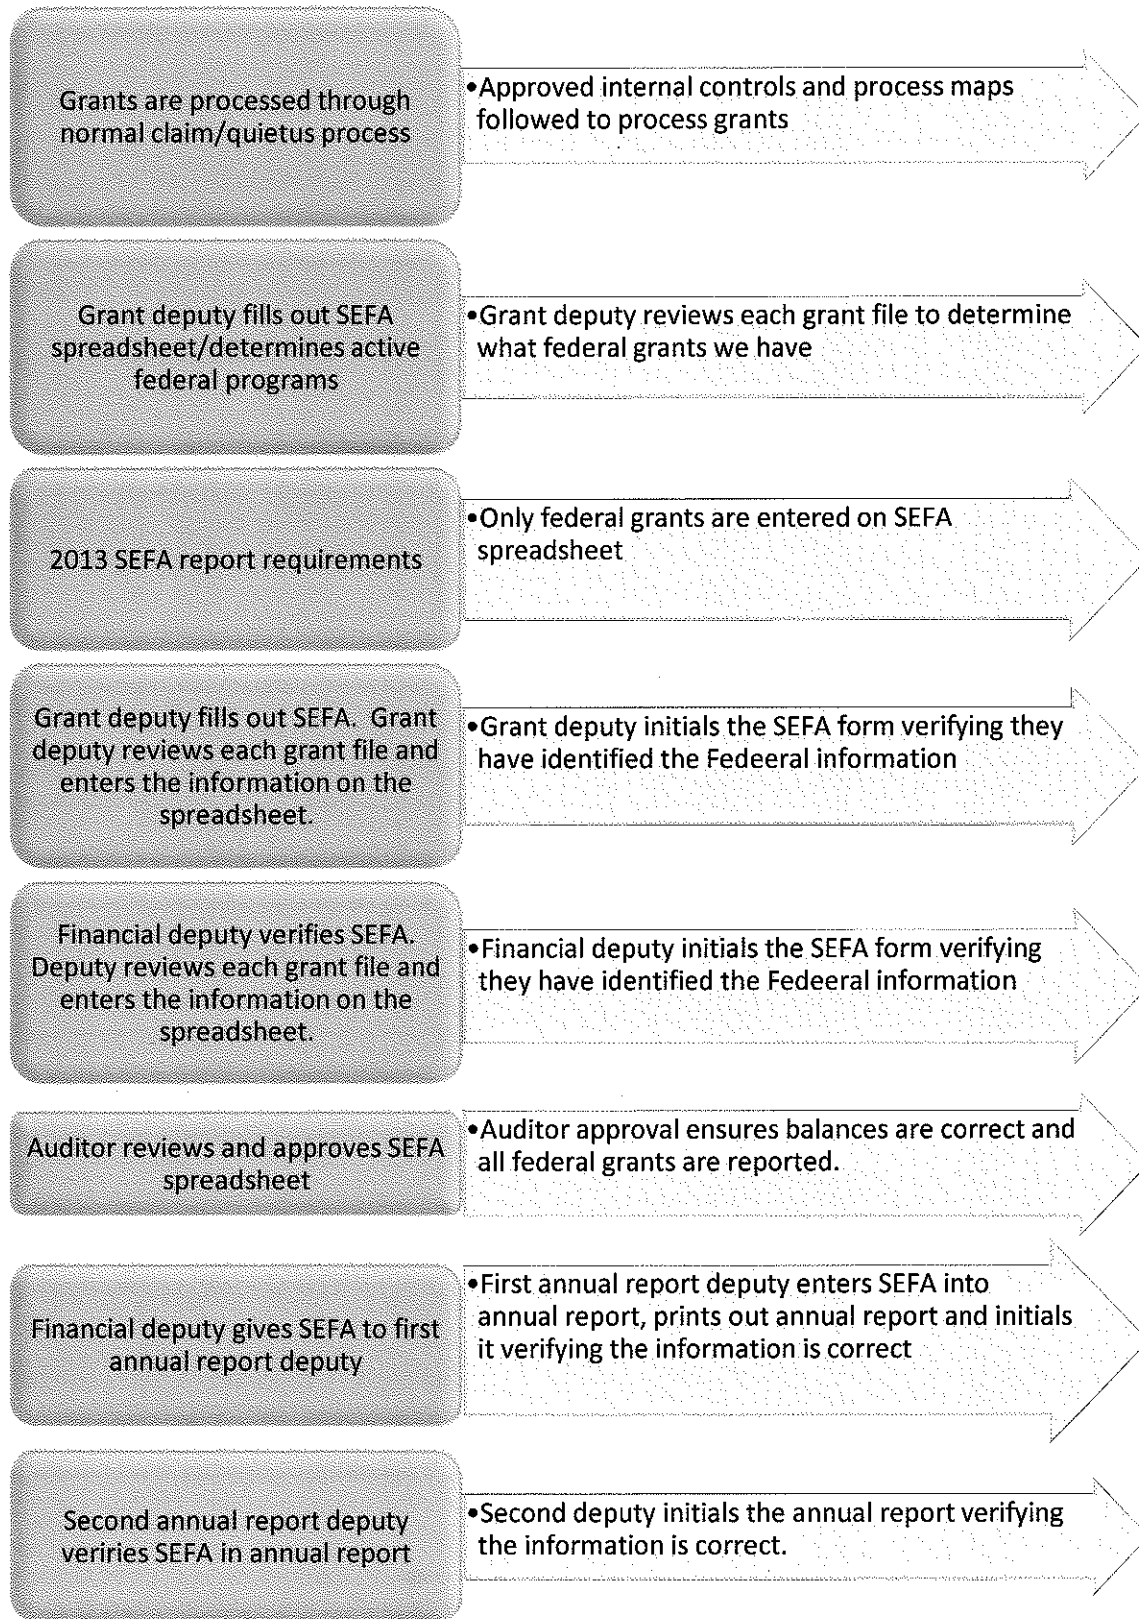 Grants are processed through
normal claim/quietus process
•Approved internal controls and process maps
followed to process grants
Grant deputy fills out SEFA
spreadsheet/determines active
federal programs
•Grant deputy reviews each grant file to determine
what federal grants we have
2013 SEFA report requirements
•Only federal grants are entered on SEFA
spreadsheet
Grant deputy fills out SEFA. Grant
deputy reviews each grant file and
enters the information on the
spreadsheet.
•Grant deputy initials the SEFA form verifying they
have identified the Fedeeral information
Financial deputy verifies SEFA.
Deputy reviews each grant file and
enters the information on the
spreadsheet.
•Financial deputy initials the SEFA form verifying
they have identified the Fedeeral information
Auditor reviews and approves SEFA
spreadsheet
•Auditor approval ensures balances are correct and
all federal grants are reported.
Financial deputy gives SEFA to first
annual report deputy
•First annual report deputy enters SEFA into
annual report, prints out annual report and initials
it verifying the information is correct
Second annual report deputy
veriries SEFA in annual report
•Second deputy initials the annual report verifying
the information is correct.